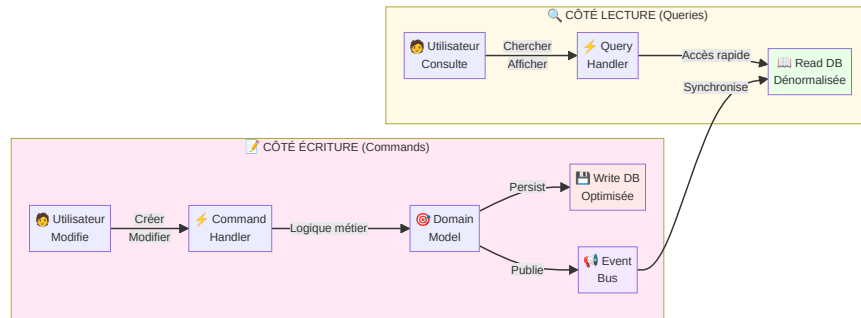 🔍 CÔTÉ LECTURE (Queries)
🧑 Utilisateur
Consulte
Chercher
Afficher
⚡ Query
Handler
Accès rapide
📖 Read DB
Dénormalisée
Synchronise
📝 CÔTÉ ÉCRITURE (Commands)
🧑 Utilisateur
Modifie
Créer
Modifier
⚡ Command
Handler
Logique métier
🎯 Domain
Model
Persist
💾 Write DB
Optimisée
Publie
📢 Event
Bus